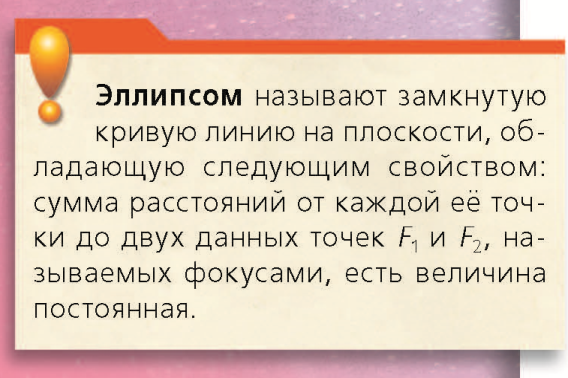 Эллипсом называют замкнутую
кривую линию на плоскости, об-
ладающую следующим свойством:
сумма расстояний от каждой её точ-
ки до двух данных точек F₁ и F₂, на-
зываемых фокусами, есть величина
постоянная.